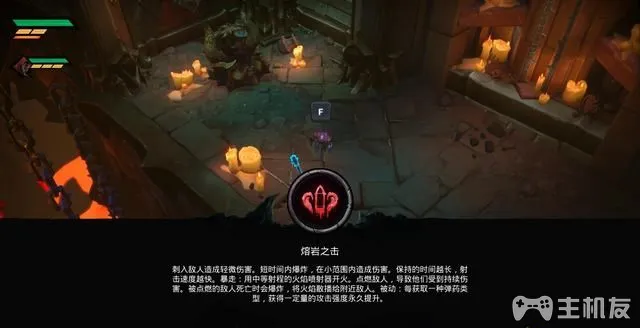 F
熔岩之击
刺入敌人造成轻微伤害。短时间内爆炸，在小范围内造成伤害。保持的时间越长，射
击速度越快。暴走：用中等射程的火焰喷射器开火。点燃敌人，导致他们受到持续伤
害。被点燃的敌人死亡时会爆炸，将火焰散播给附近敌人。被动：每获取一种弹药类
型，获得一定量的攻击强度永久提升。
主机友